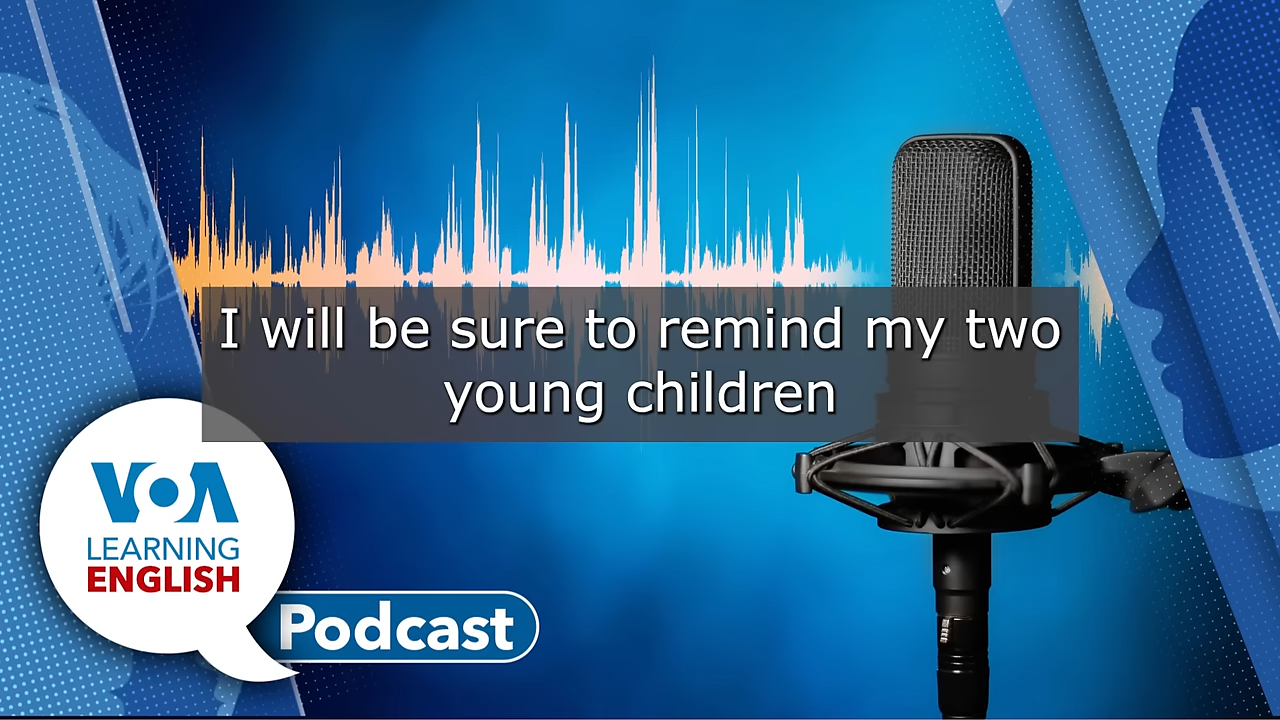 I will be sure to remind my two
young children
VOA
LEARNING
ENGLISH
Podcast